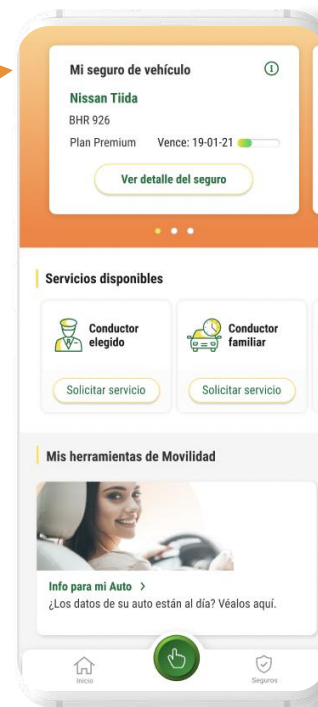 Mi seguro de vehículo
Nissan Tiida
BHR 926
Plan Premium Vence: 19-01-21
Ver detalle del seguro
Servicios disponibles
Conductor elegido
Conductor familiar
Solicitar servicio
Solicitar servicio
Mis herramientas de Movilidad
Info para mi Auto >
¿Los datos de su auto están al día? Véalos aquí.
Inicio
Seguros